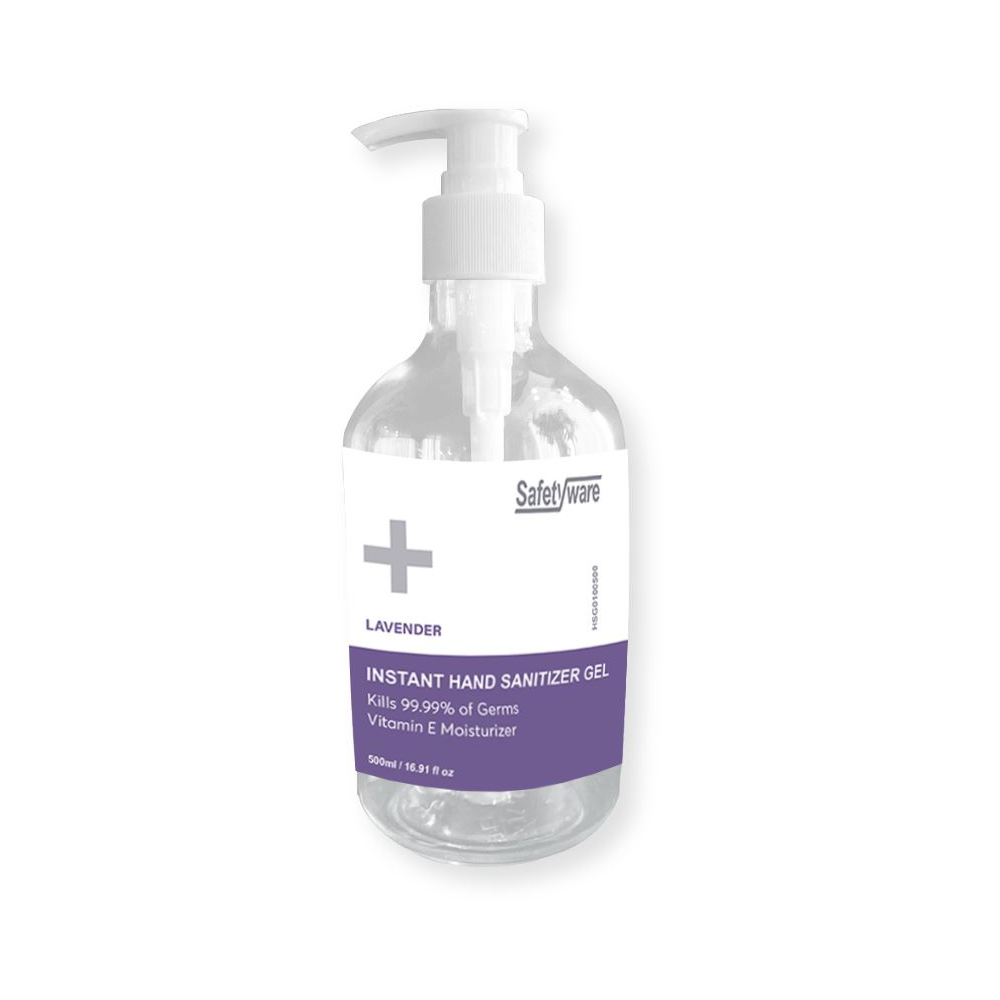 Safetyware
HSG0100500
LAVENDER
INSTANT HAND SANITIZER GEL
Kills 99.99% of Germs
Vitamin E Moisturizer
500ml / 16.91 fl oz